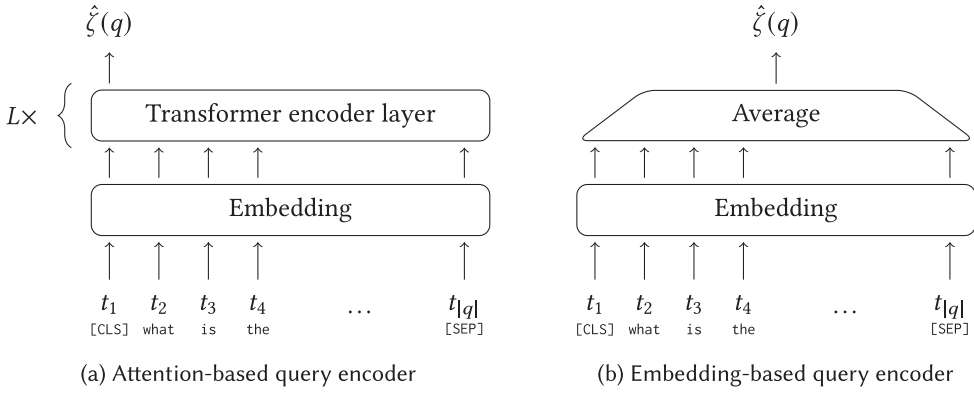 ζ̂(q)
L×
Transformer encoder layer
Embedding
t₁ t₂ t₃ t₄ … t|q|
[CLS] what is the [SEP]
(a) Attention-based query encoder
ζ̂(q)
Average
Embedding
t₁ t₂ t₃ t₄ … t|q|
[CLS] what is the [SEP]
(b) Embedding-based query encoder